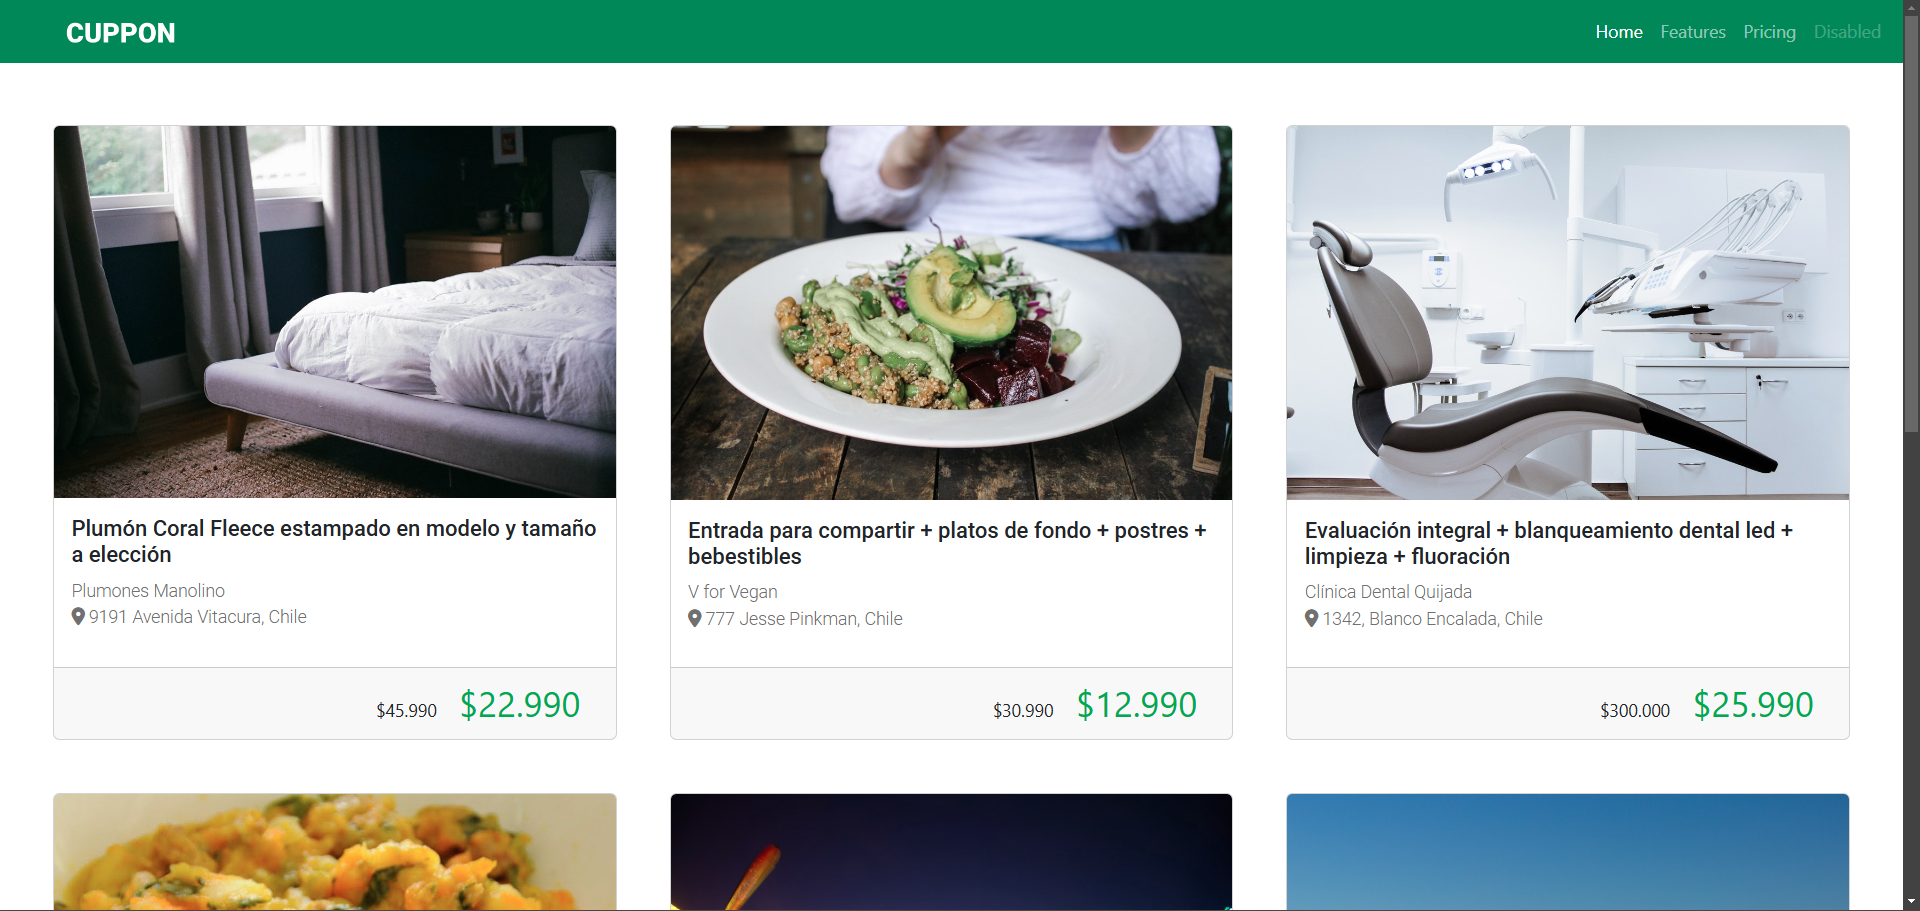 CUPPON
Home Features Pricing Disabled
Plumón Coral Fleece estampado en modelo y tamaño
a elección
Plumones Manolino
9191 Avenida Vitacura, Chile
$45.990 $22.990
Entrada para compartir + platos de fondo + postres +
bebestibles
V for Vegan
777 Jesse Pinkman, Chile
$30.990 $12.990
Evaluación integral + blanqueamiento dental led +
limpieza + fluoración
Clínica Dental Quijada
1342, Blanco Encalada, Chile
$300.000 $25.990